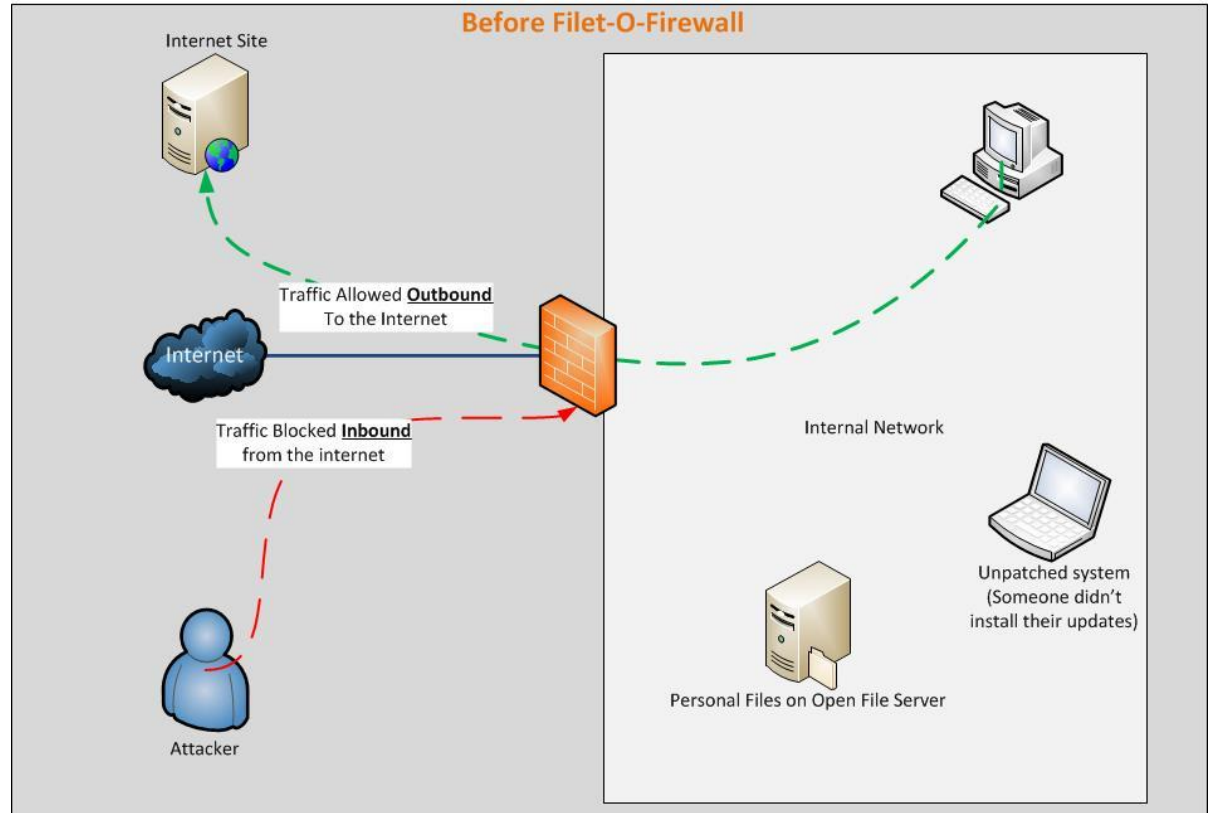 Before Filet-O-Firewall
Internet Site
Traffic Allowed Outbound
To the Internet
Internet
Traffic Blocked Inbound
from the internet
Internal Network
Unpatched system
(Someone didn't
install their updates)
Personal Files on Open File Server
Attacker